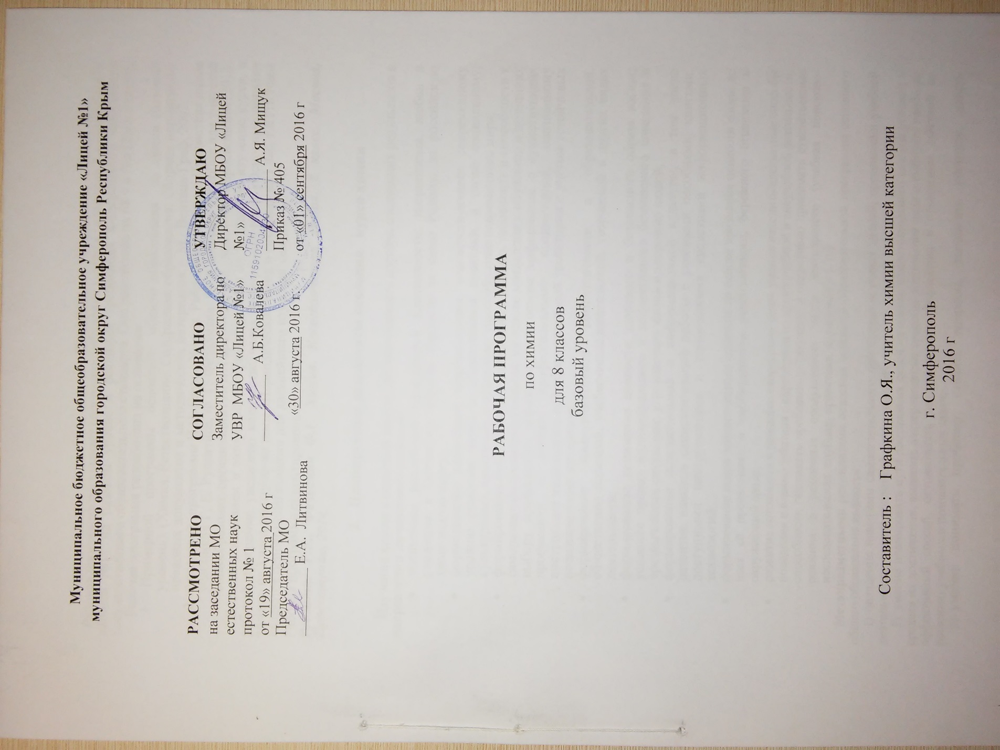 Муниципальное бюджетное общеобразовательное учреждение «Лицей №1»
муниципального образования городской округ Симферополь Республики Крым
РАССМОТРЕНО
на заседании МО
естественных наук
протокол № 1
от «19» августа 2016 г
Председатель МО
Е.А. Литвинова
СОГЛАСОВАНО
Заместитель директора по
УВР МБОУ «Лицей №1»
А.Б.Ковалева
«30» августа 2016 г.
УТВЕРЖДАЮ
Директор МБОУ «Лицей
№1»
А.Я. Мищук
Приказ № 405
от «01» сентября 2016 г
ОГРН
РАБОЧАЯ ПРОГРАММА
по химии
для 8 классов
базовый уровень
Составитель : Графкина О.Я., учитель химии высшей категории
г. Симферополь
2016 г